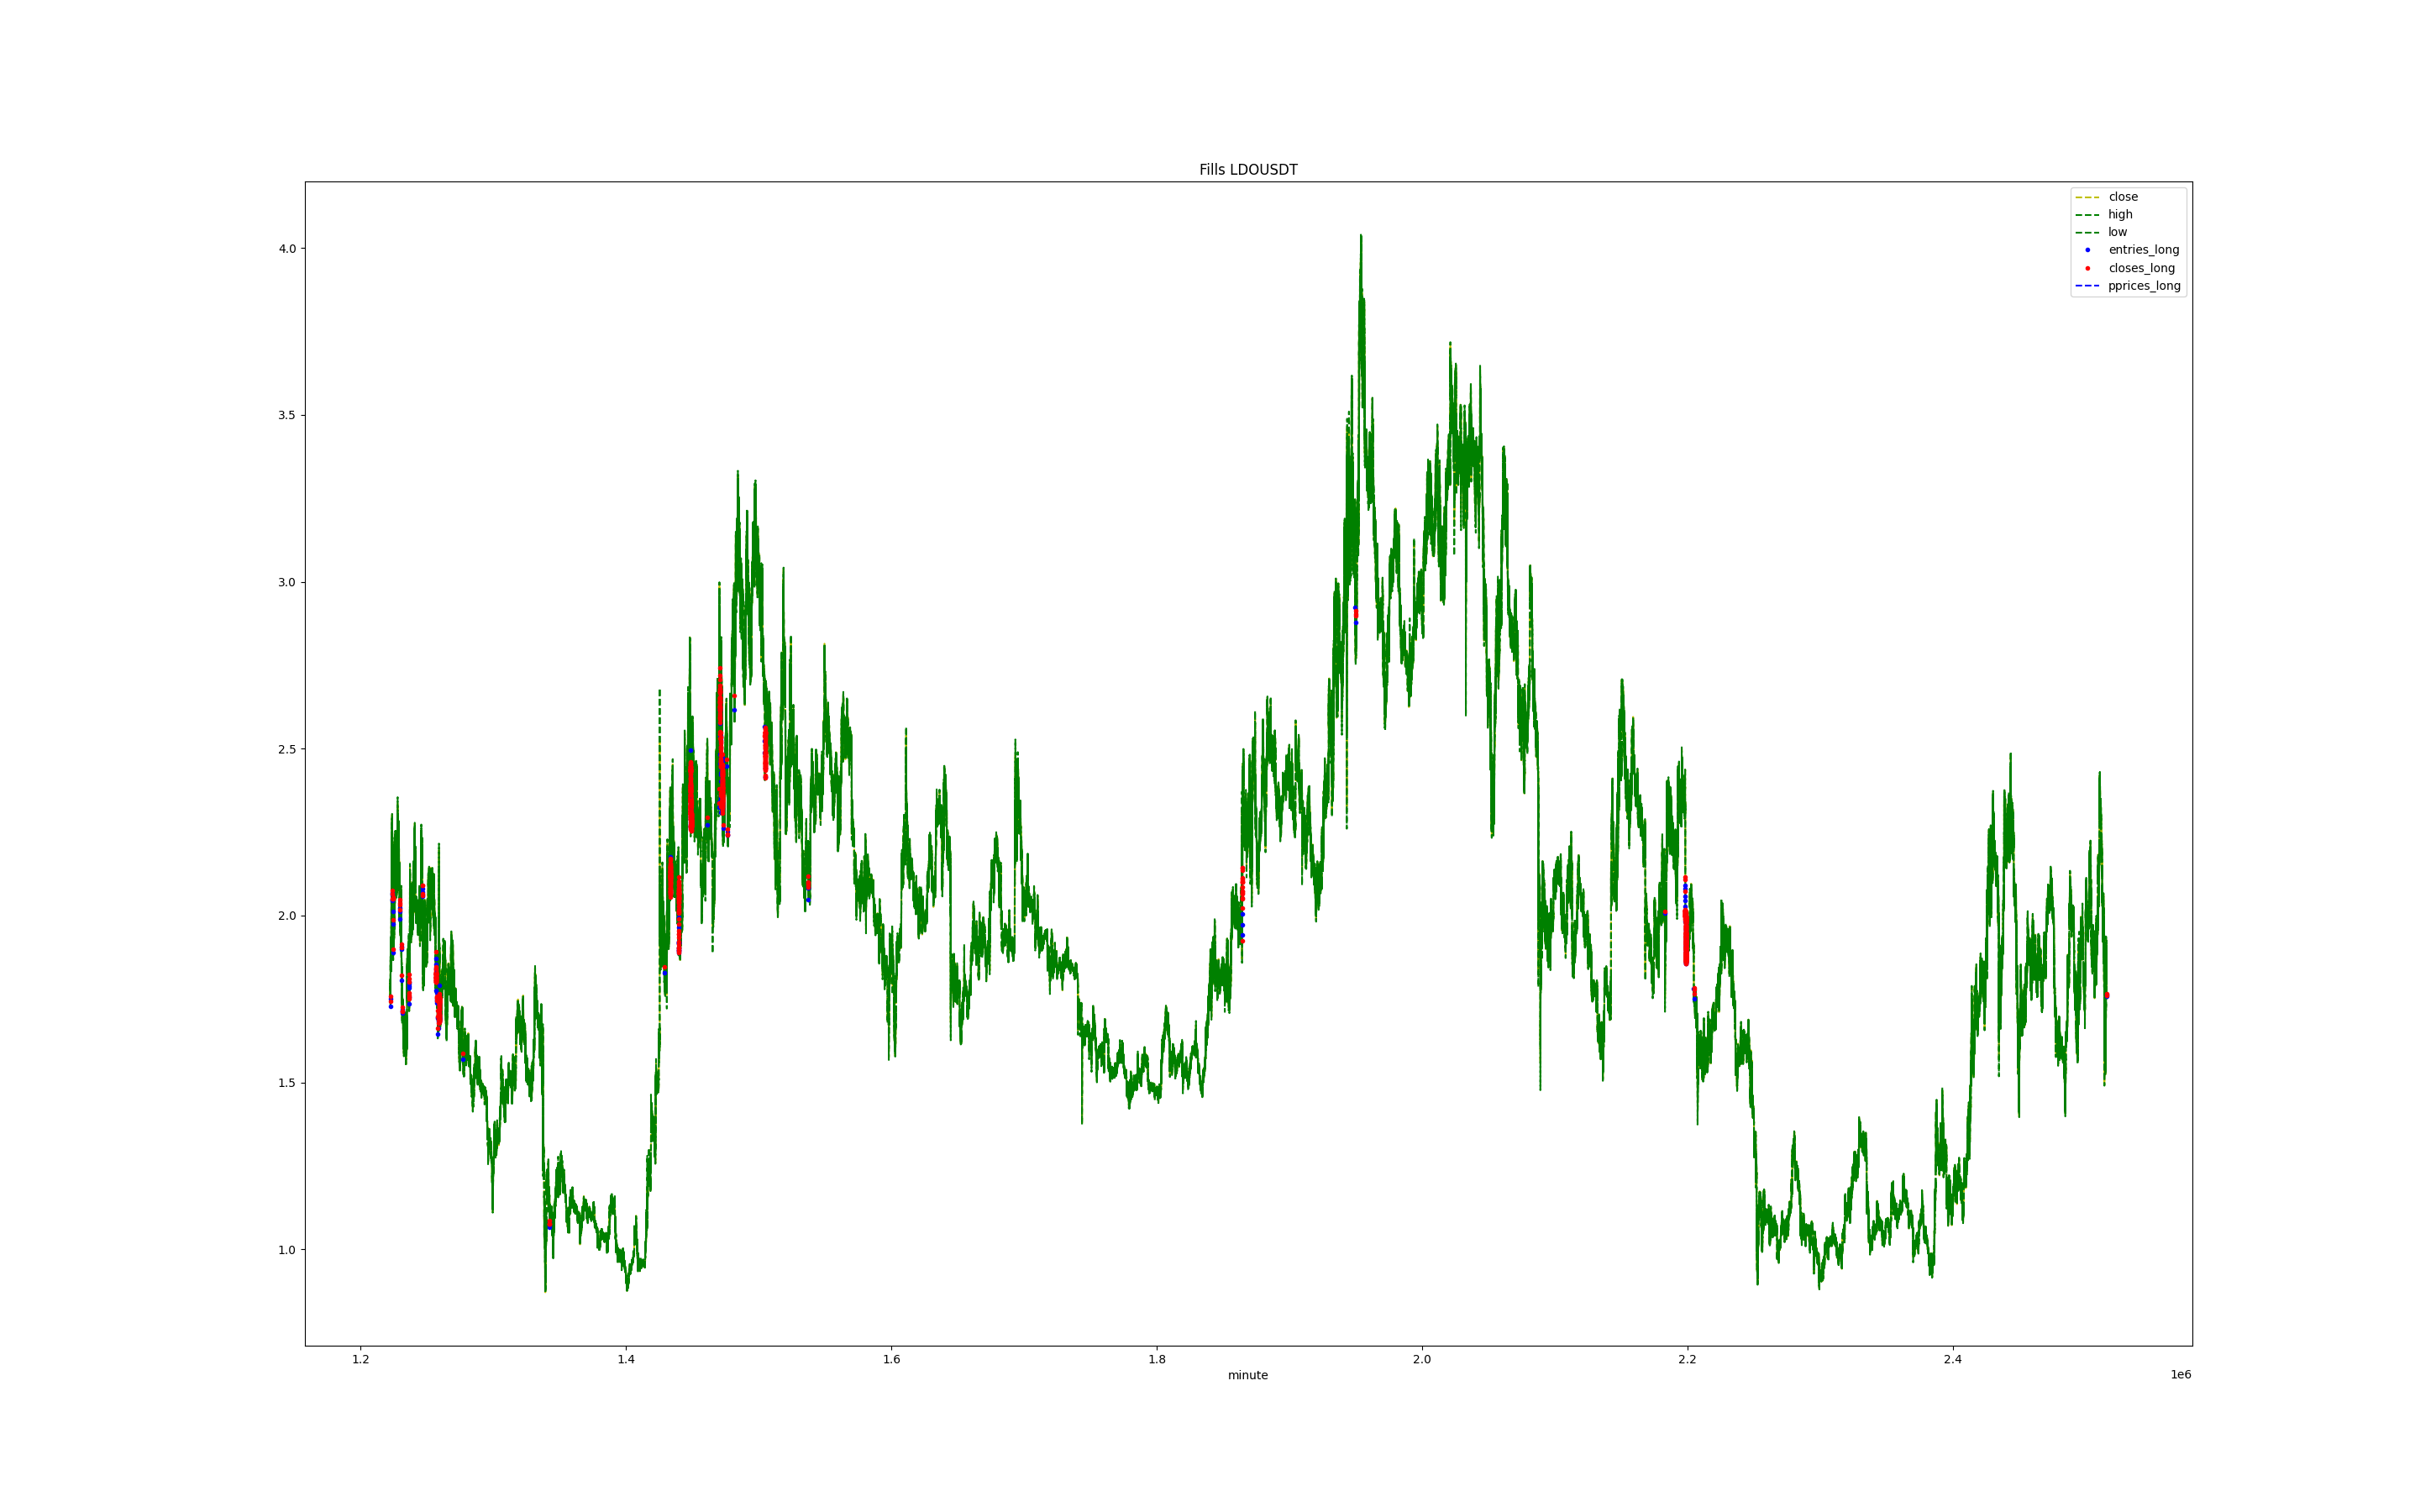 Fills LDOUSDT
close
high
low
entries_long
closes_long
pprices_long
4.0
3.5
3.0
2.5
2.0
1.5
1.0
1.2 1.4 1.6 1.8 2.0 2.2 2.4
minute
1e6